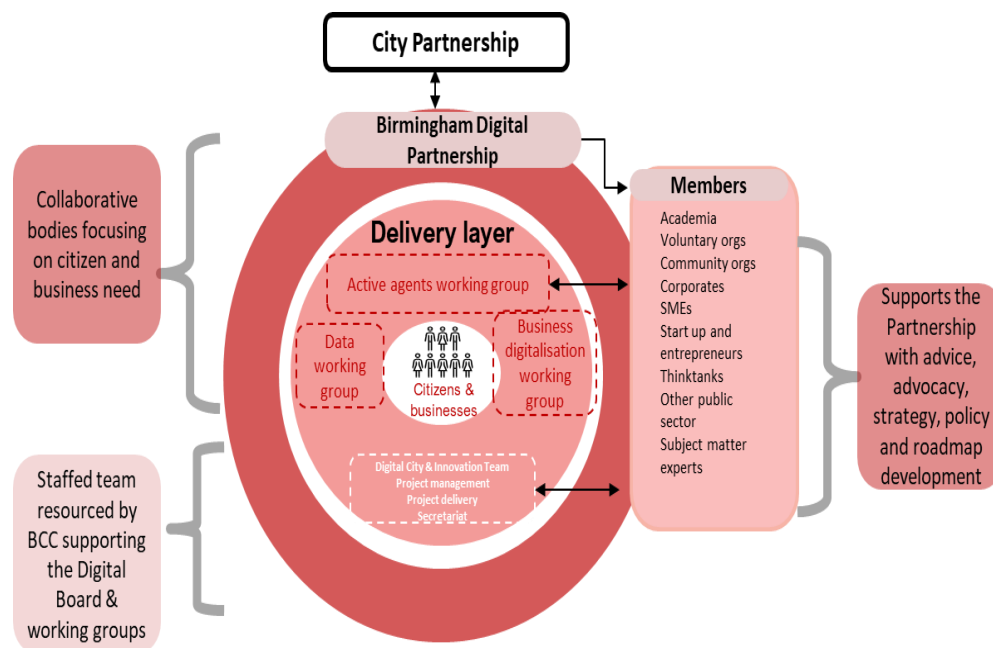 City Partnership
Birmingham Digital
Partnership
Collaborative
bodies focusing
on citizen and
business need
Delivery layer
Active agents working group
Data
working
group
Citizens &
businesses
Business
digitalisation
working
group
Digital City & Innovation Team
Project management
Project delivery
Secretariat
Members
Academia
Voluntary orgs
Community orgs
Corporates
SMEs
Start up and
entrepreneurs
Thinktanks
Other public
sector
Subject matter
experts
Supports the
Partnership
with advice,
advocacy,
strategy, policy
and roadmap
development
Staffed team
resourced by
BCC supporting
the Digital
Board &
working groups